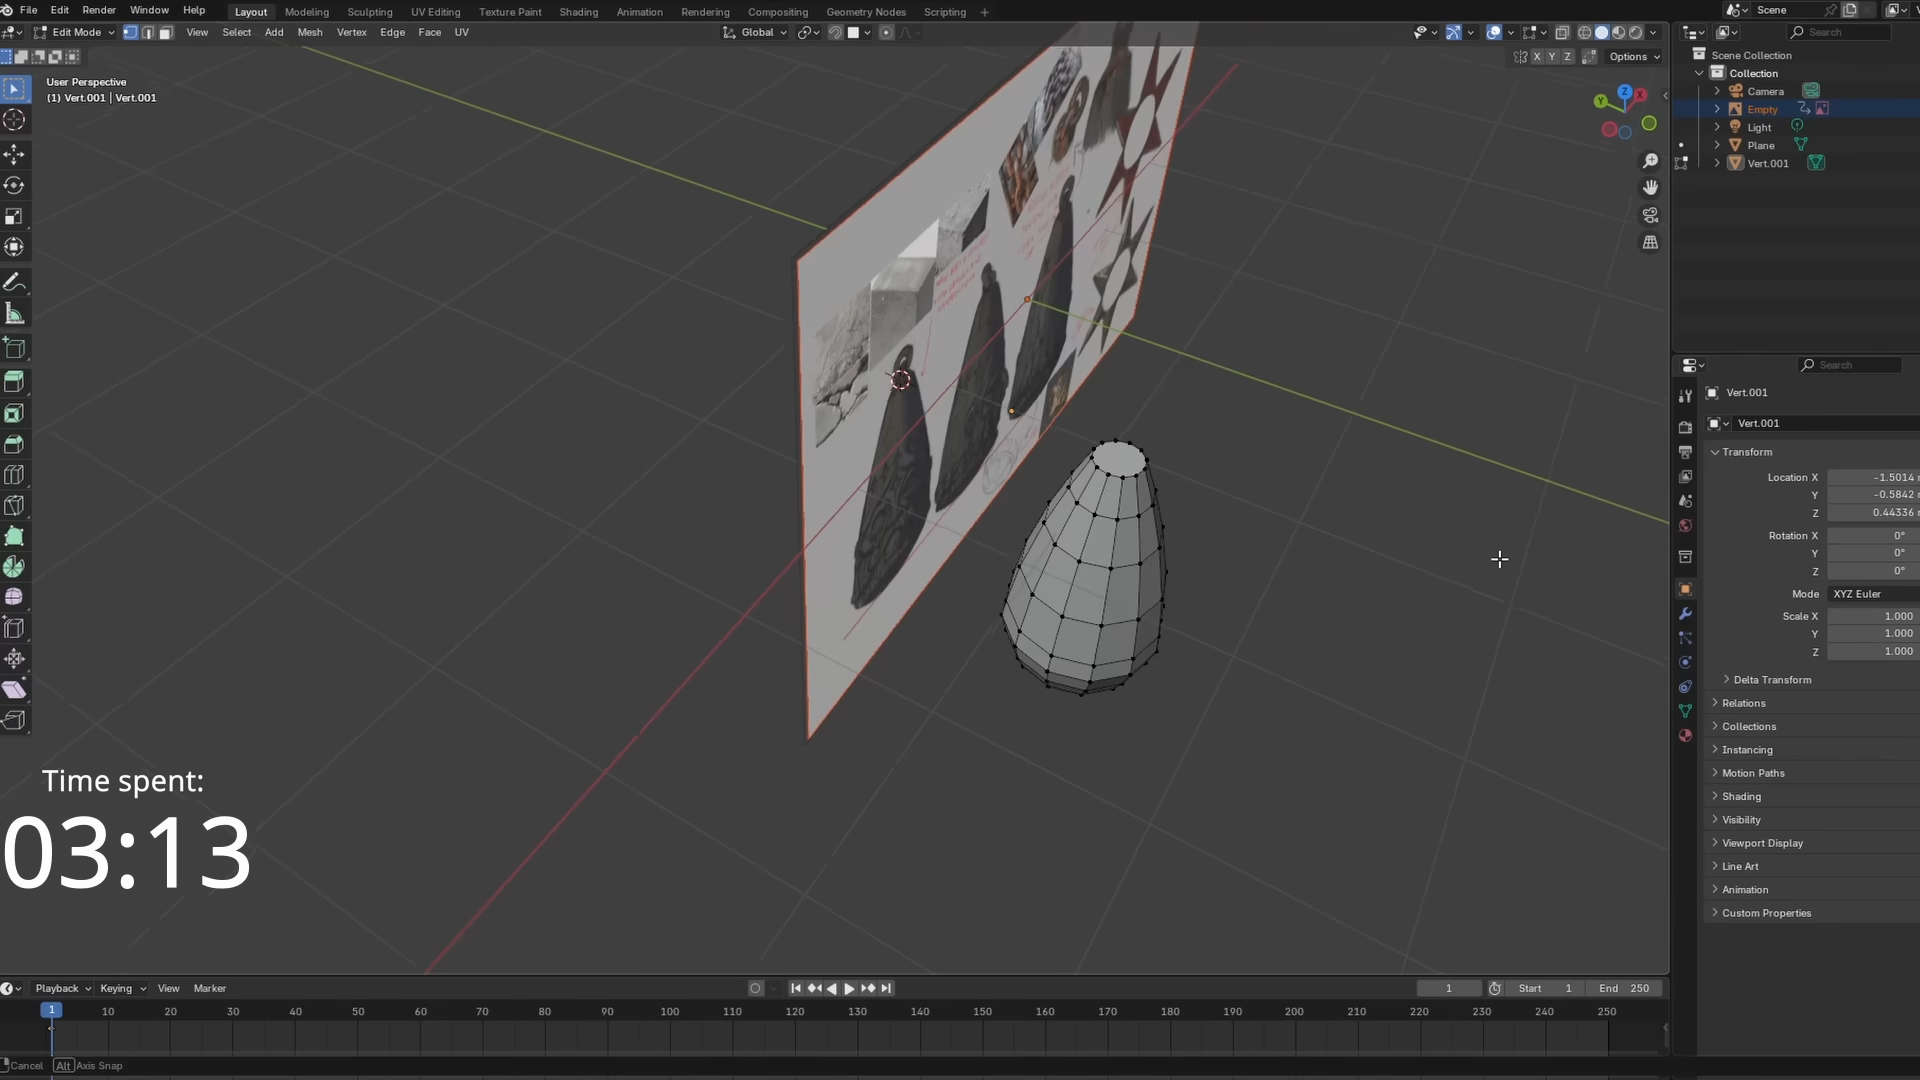 File Edit Render Window Help Layout Modeling Sculpting UV Editing Texture Paint Shading Animation Rendering Compositing Geometry Nodes Scripting + Scene
Edit Mode View Select Add Mesh Vertex Edge Face UV Global Search
X Y Z Options
User Perspective
(1) Vert.001 | Vert.001
Scene Collection
Collection
Camera
Empty
Light
Plane
Vert.001
Z
Y
X
Search
Vert.001
Vert.001
Transform
Location X -1.5014
Y -0.5842
Z 0.44336
Rotation X 0°
Y 0°
Z 0°
Mode XYZ Euler
Scale X 1.000
Y 1.000
Z 1.000
Delta Transform
Relations
Collections
Instancing
Motion Paths
Shading
Visibility
Viewport Display
Line Art
Animation
Custom Properties
Time spent:
03:13
Playback Keying View Marker 1 Start 1 End 250
1 10 20 30 40 50 60 70 80 90 100 110 120 130 140 150 160 170 180 190 200 210 220 230 240 250
Cancel Alt Axis Snap